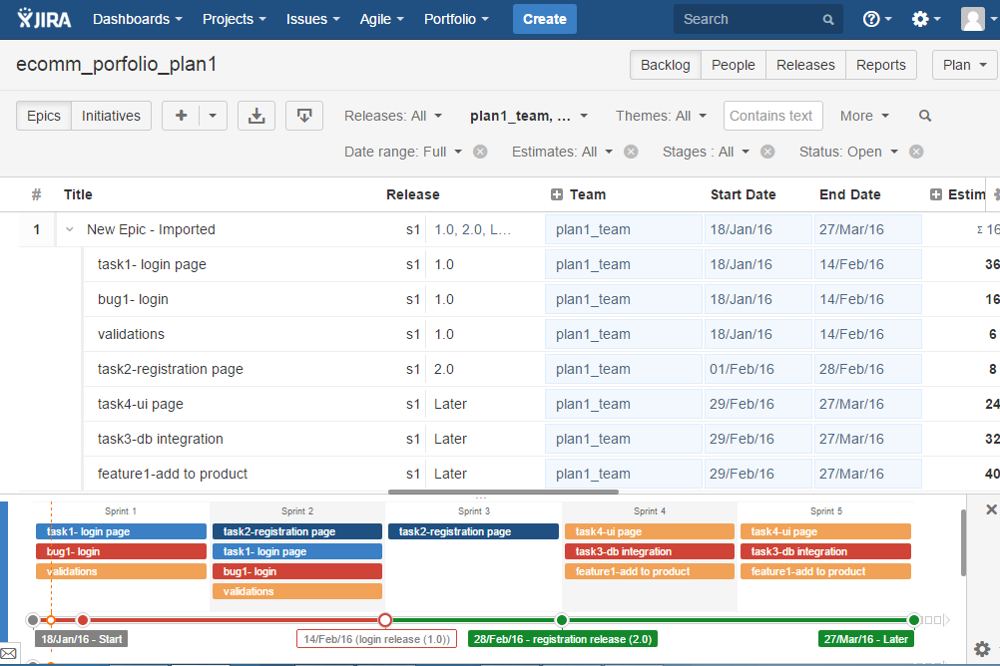 JIRA Dashboards Projects Issues Agile Portfolio Create Search
ecomm_porfolio_plan1 Backlog People Releases Reports Plan
Epics Initiatives Releases: All plan1_team, ... Themes: All Contains text More
Date range: Full Estimates: All Stages : All Status: Open
# Title Release Team Start Date End Date Estim
1 New Epic - Imported s1 1.0, 2.0, L... plan1_team 18/Jan/16 27/Mar/16 Σ 16
task1- login page s1 1.0 plan1_team 18/Jan/16 14/Feb/16 36
bug1- login s1 1.0 plan1_team 18/Jan/16 14/Feb/16 16
validations s1 1.0 plan1_team 18/Jan/16 14/Feb/16 6
task2-registration page s1 2.0 plan1_team 01/Feb/16 28/Feb/16 8
task4-ui page s1 Later plan1_team 29/Feb/16 27/Mar/16 24
task3-db integration s1 Later plan1_team 29/Feb/16 27/Mar/16 32
feature1-add to product s1 Later plan1_team 29/Feb/16 27/Mar/16 40
Sprint 1 Sprint 2 Sprint 3 Sprint 4 Sprint 5
task1- login page task2-registration page task2-registration page task4-ui page task4-ui page
bug1- login task1- login page task3-db integration task3-db integration
validations bug1- login feature1-add to product feature1-add to product
validations
18/Jan/16 - Start 14/Feb/16 (login release (1.0)) 28/Feb/16 - registration release (2.0) 27/Mar/16 - Later